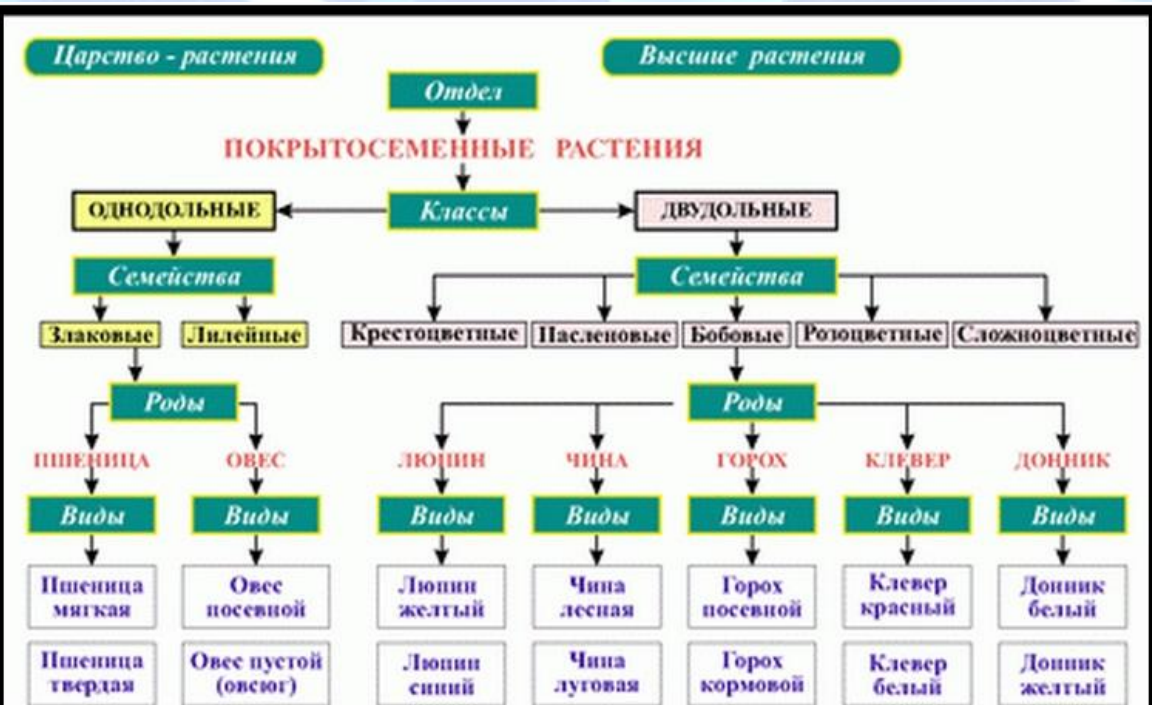 Царство - растения
Высшие растения
Отдел
ПОКРЫТОСЕМЕННЫЕ РАСТЕНИЯ
ОДНОДОЛЬНЫЕ
Классы
ДВУДОЛЬНЫЕ
Семейства
Семейства
Злаковые
Лилейные
Крестоцветные
Пасленовые
Бобовые
Розоцветные
Сложноцветные
Роды
Роды
ПШЕНИЦА
ОВЕС
ЛЮПИН
ЧИНА
ГОРОХ
КЛЕВЕР
ДОННИК
Виды
Виды
Виды
Виды
Виды
Виды
Виды
Пшеница
мягкая
Овес
посевной
Люпин
желтый
Чина
лесная
Горох
посевной
Клевер
красный
Донник
белый
Пшеница
твердая
Овес пустой
(овсюг)
Люпин
синий
Чина
луговая
Горох
кормовой
Клевер
белый
Донник
желтый